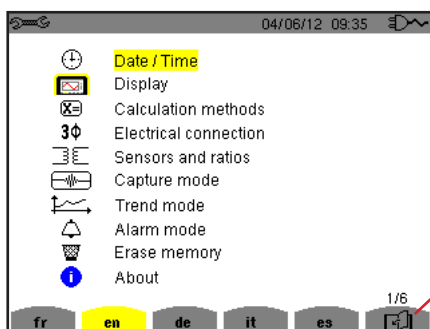 04/06/12 09:35
Date / Time
Display
X= Calculation methods
3ϕ Electrical connection
Sensors and ratios
Capture mode
Trend mode
Alarm mode
Erase memory
i About
1/6
fr en de it es